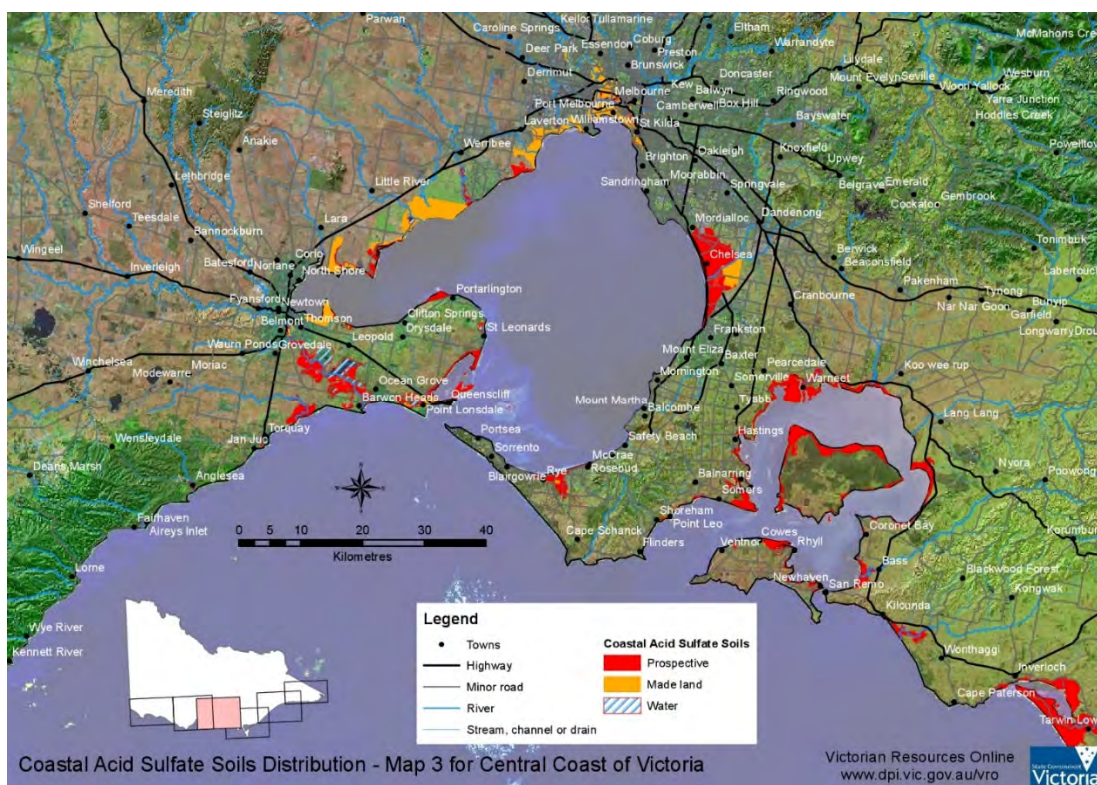 Parwan
Keilor
Tullamarine
Eltham
Caroline Springs
Coburg
Warrandyte
McMahons Cre
Deer Park
Essendon
Preston
Lilydale
Wesburn
Brunswick
Doncaster
Mount Evelyn
Seville
Meredith
Derrimut
Kew
Balwyn
Ringwood
Woori Yallock
Melbourne
Box Hill
Yarra Junction
Port Melbourne
Camberwell
Hoddles Creek
Steiglitz
Laverton
Williamstown
St Kilda
Bayswater
Anakie
Werribee
Oakleigh
Knoxfield
Upwey
Powelltow
Brighton
Moorabbin
Lethbridge
Little River
Sandringham
Springvale
Belgrave
Emerald
Gembrook
Shelford
Cockatoo
Teesdale
Lara
Mordialloc
Dandenong
Bannockburn
Berwick
Tonimbuk
Wingeel
Corio
Chelsea
Beaconsfield
Inverleigh
Batesford
Norlane
Labertouch
North Shore
Pakenham
Portarlington
Cranbourne
Tynong
Bunyip
Fyansford
Newtown
Nar Nar Goon
Garfield
Clifton Springs
Belmont
Thomson
Frankston
Longwarry
Drou
Leopold
Drysdale
St Leonards
Waurn Ponds
Grovedale
Mount Eliza
Baxter
Winchelsea
Moriac
Pearcedale
Koo wee rup
Modewarre
Mornington
Somerville
Warneet
Ocean Grove
Queenscliff
Mount Martha
Tyabb
Barwon Heads
Point Lonsdale
Balcombe
Lang Lang
Torquay
Portsea
Hastings
Wensleydale
Jan Juc
Safety Beach
Sorrento
McCrae
Nyora
Deans Marsh
Rye
Rosebud
Balnarring
Poowong
Anglesea
Blairgowrie
Somers
Shoreham
Fairhaven
Point Leo
Coronet Bay
Korumburr
Aireys Inlet
Cape Schanck
Cowes
Flinders
Ventnor
Rhyll
Bass
Lorne
Blackwood Forest
Newhaven
San Remo
Kongwak
Kilcunda
Wye River
Wonthaggi
Kennett River
Inverloch
Cape Paterson
Tarwin Low
0 10 20 30 40
Kilometres
Legend
Towns
Highway
Minor road
River
Stream, channel or drain
Coastal Acid Sulfate Soils
Prospective
Made land
Water
Coastal Acid Sulfate Soils Distribution - Map 3 for Central Coast of Victoria
Victorian Resources Online
www.dpi.vic.gov.au/vro
State Government
Victoria